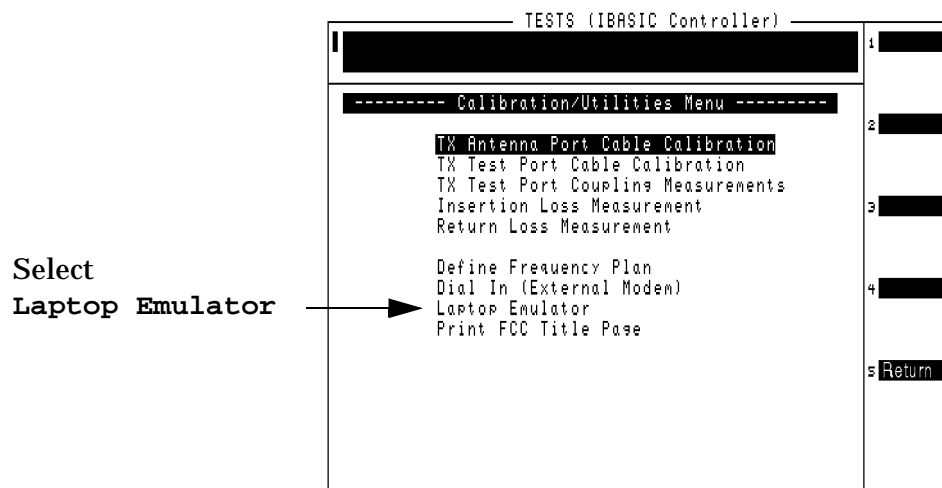 TESTS (IBASIC Controller)
1
--------- Calibration/Utilities Menu ---------
2
TX Antenna Port Cable Calibration
TX Test Port Cable Calibration
TX Test Port Coupling Measurements
Insertion Loss Measurement
3
Return Loss Measurement
Define Frequency Plan
Select
Dial In (External Modem)
4
Laptop Emulator
Laptop Emulator
Print FCC Title Page
5 Return